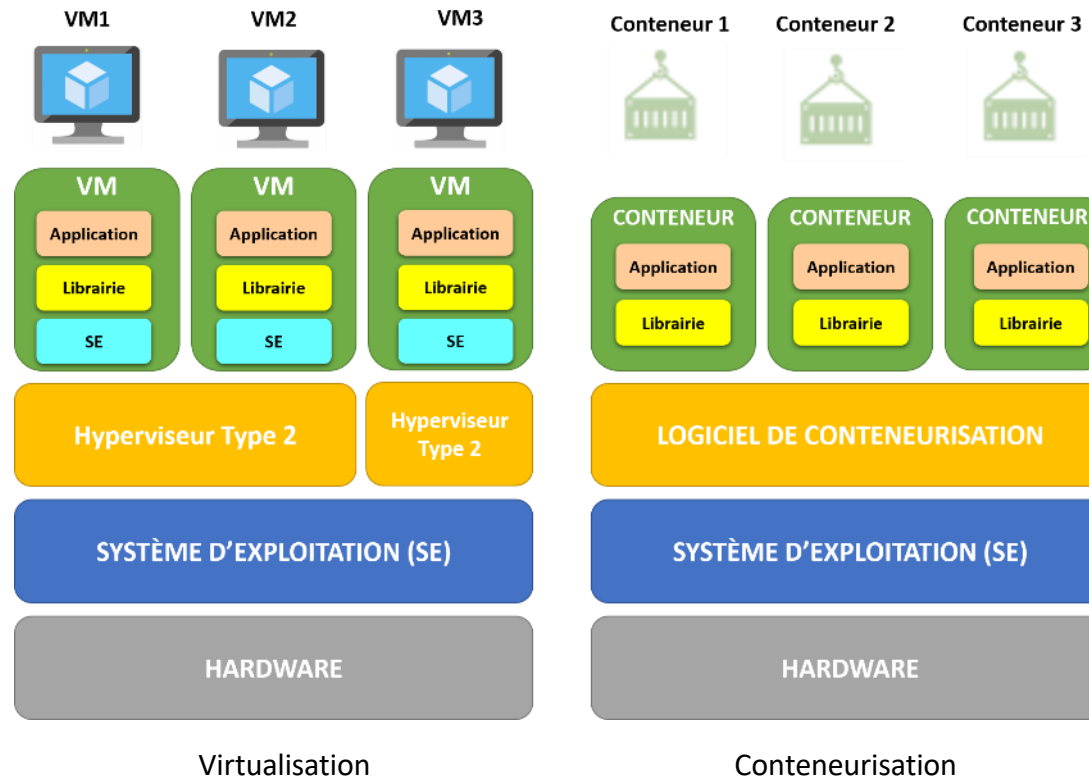 VM1 VM2 VM3
VM VM VM
Application Application Application
Librairie Librairie Librairie
SE SE SE
Hyperviseur Type 2
Hyperviseur
Type 2
SYSTÈME D'EXPLOITATION (SE)
HARDWARE
Virtualisation
Conteneur 1 Conteneur 2 Conteneur 3
CONTENEUR CONTENEUR CONTENEUR
Application Application Application
Librairie Librairie Librairie
LOGICIEL DE CONTENEURISATION
SYSTÈME D'EXPLOITATION (SE)
HARDWARE
Conteneurisation